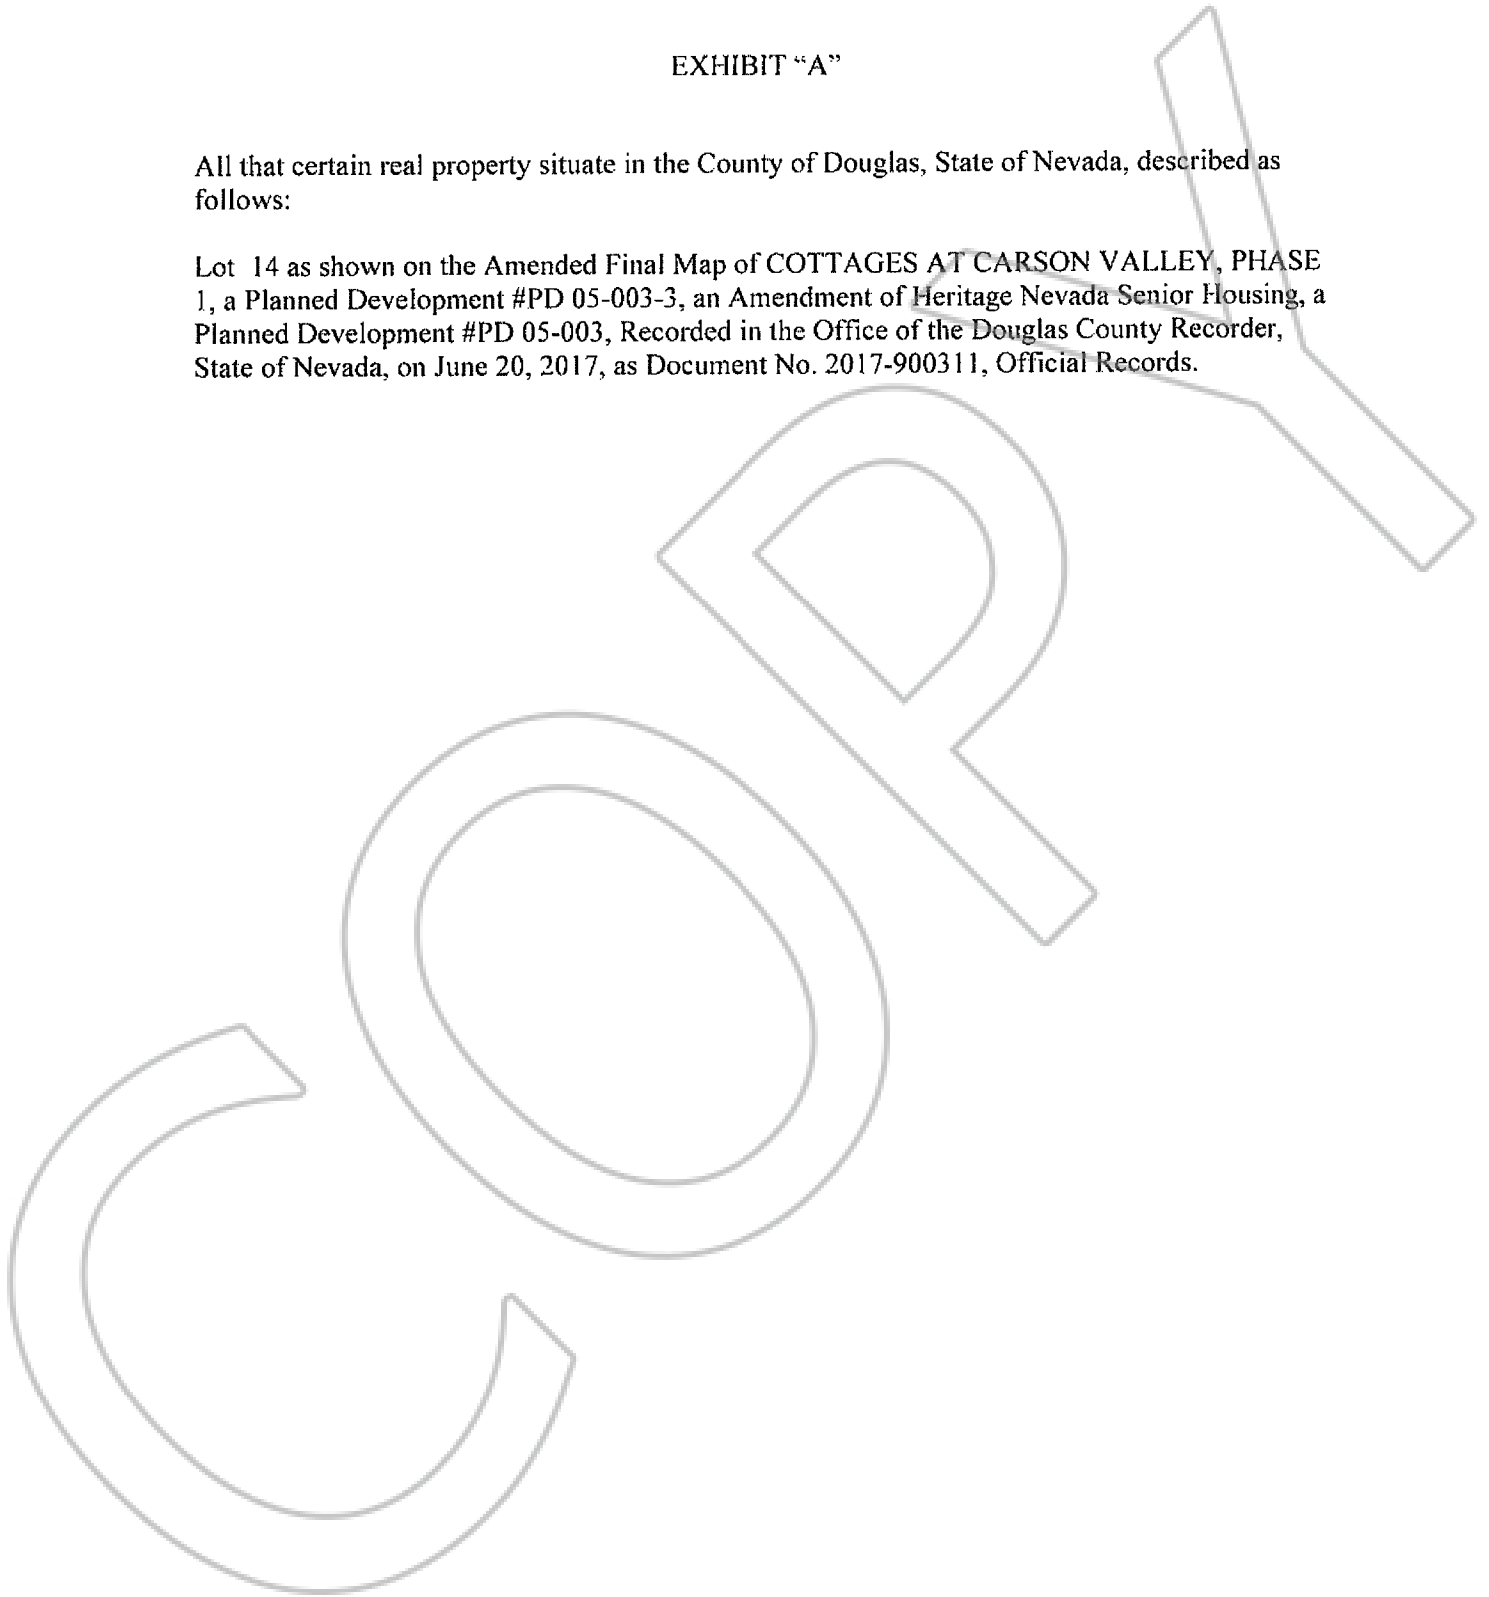 EXHIBIT “A”
All that certain real property situate in the County of Douglas, State of Nevada, described as
follows:
Lot 14 as shown on the Amended Final Map of COTTAGES AT CARSON VALLEY, PHASE
1, a Planned Development #PD 05-003-3, an Amendment of Heritage Nevada Senior Housing, a
Planned Development #PD 05-003, Recorded in the Office of the Douglas County Recorder,
State of Nevada, on June 20, 2017, as Document No. 2017-900311, Official Records.
COPY